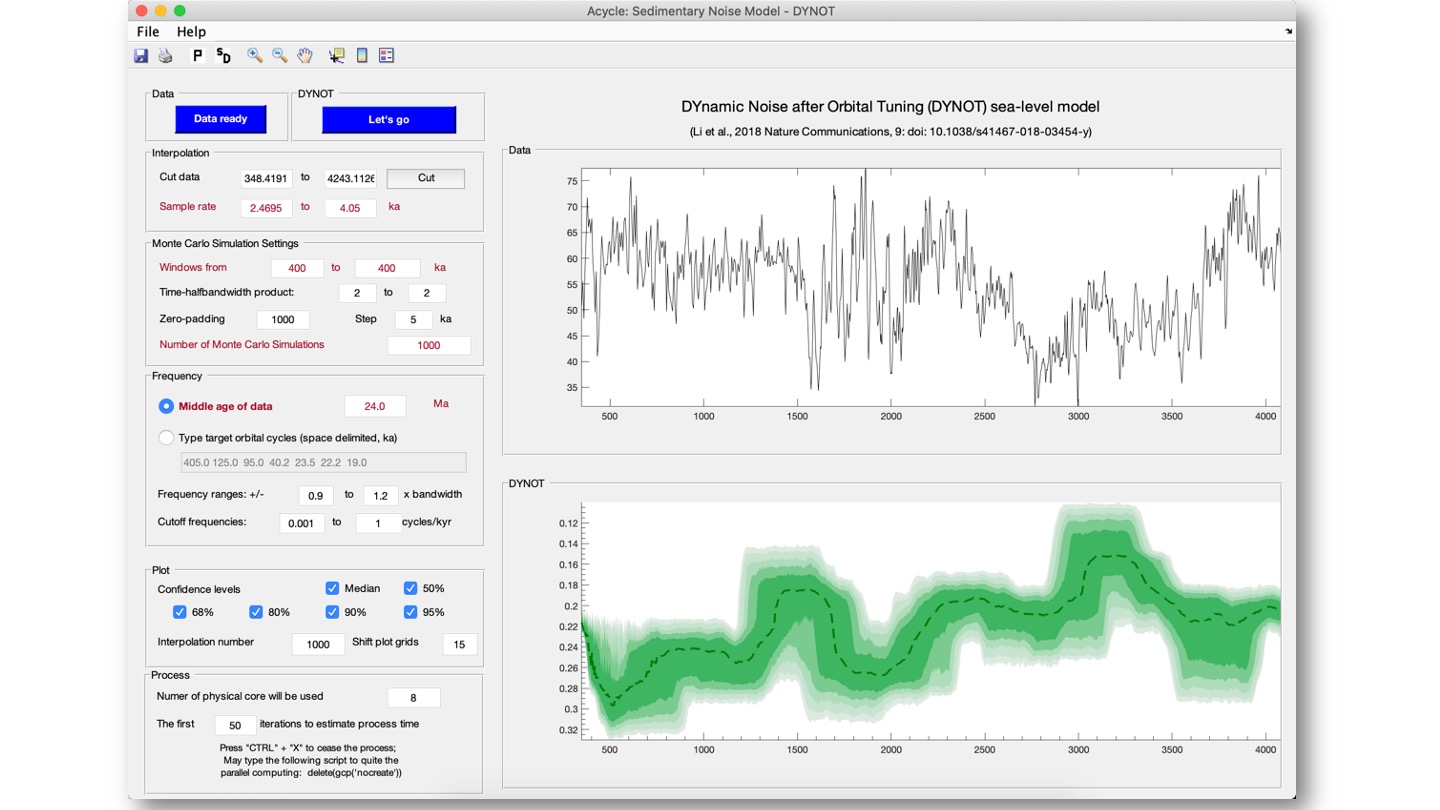 Acycle: Sedimentary Noise Model - DYNOT
File Help
P S D
Data
Data ready
DYNOT
Let's go
Interpolation
Cut data 348.4191 to 4243.1126 Cut
Sample rate 2.4695 to 4.05 ka
Monte Carlo Simulation Settings
Windows from 400 to 400 ka
Time-halfbandwidth product: 2 to 2
Zero-padding 1000 Step 5 ka
Number of Monte Carlo Simulations 1000
Frequency
Middle age of data 24.0 Ma
Type target orbital cycles (space delimited, ka)
405.0 125.0 95.0 40.2 23.5 22.2 19.0
Frequency ranges: +/- 0.9 to 1.2 x bandwidth
Cutoff frequencies: 0.001 to 1 cycles/kyr
Plot
Confidence levels Median 50%
68% 80% 90% 95%
Interpolation number 1000 Shift plot grids 15
Process
Numer of physical core will be used 8
The first 50 iterations to estimate process time
Press "CTRL" + "X" to cease the process;
May type the following script to quite the
parallel computing: delete(gcp('nocreate'))
DYnamic Noise after Orbital Tuning (DYNOT) sea-level model
(Li et al., 2018 Nature Communications, 9: doi: 10.1038/s41467-018-03454-y)
Data
75
70
65
60
55
50
45
40
35
500 1000 1500 2000 2500 3000 3500 4000
DYNOT
0.12
0.14
0.16
0.18
0.2
0.22
0.24
0.26
0.28
0.3
0.32
500 1000 1500 2000 2500 3000 3500 4000